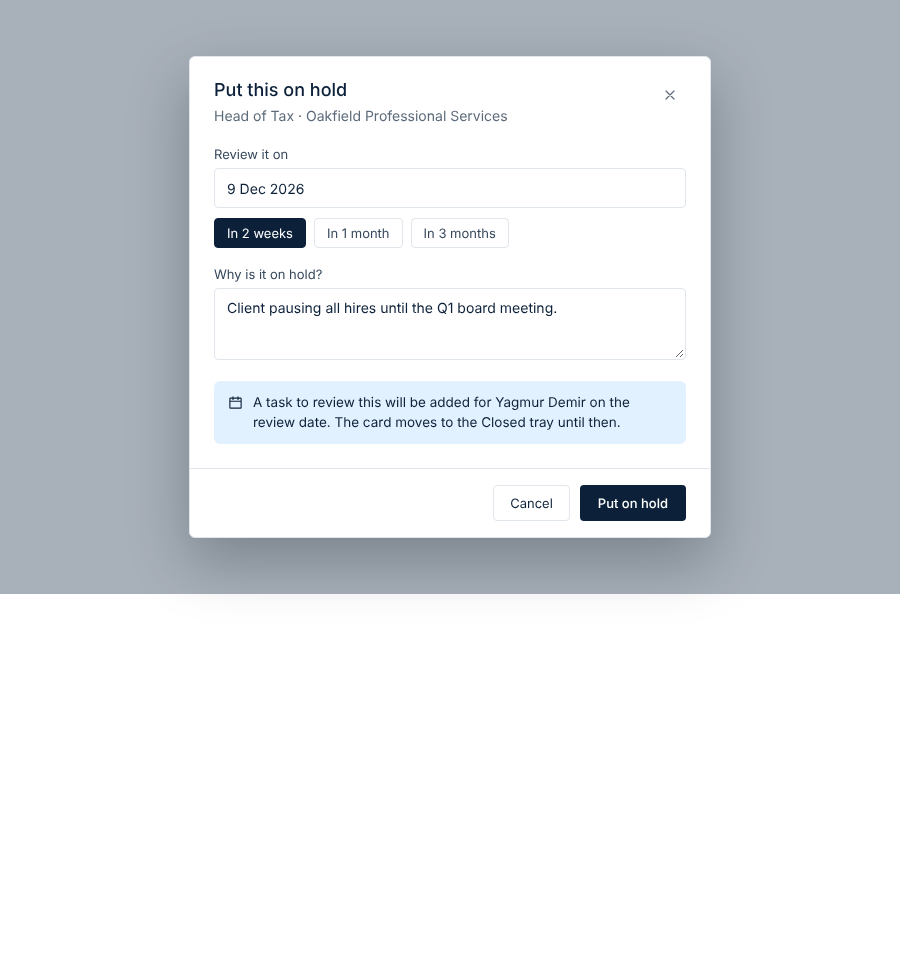 Put this on hold
Head of Tax · Oakfield Professional Services
Review it on
9 Dec 2026
In 2 weeks
In 1 month
In 3 months
Why is it on hold?
Client pausing all hires until the Q1 board meeting.
A task to review this will be added for Yagmur Demir on the
review date. The card moves to the Closed tray until then.
Cancel
Put on hold